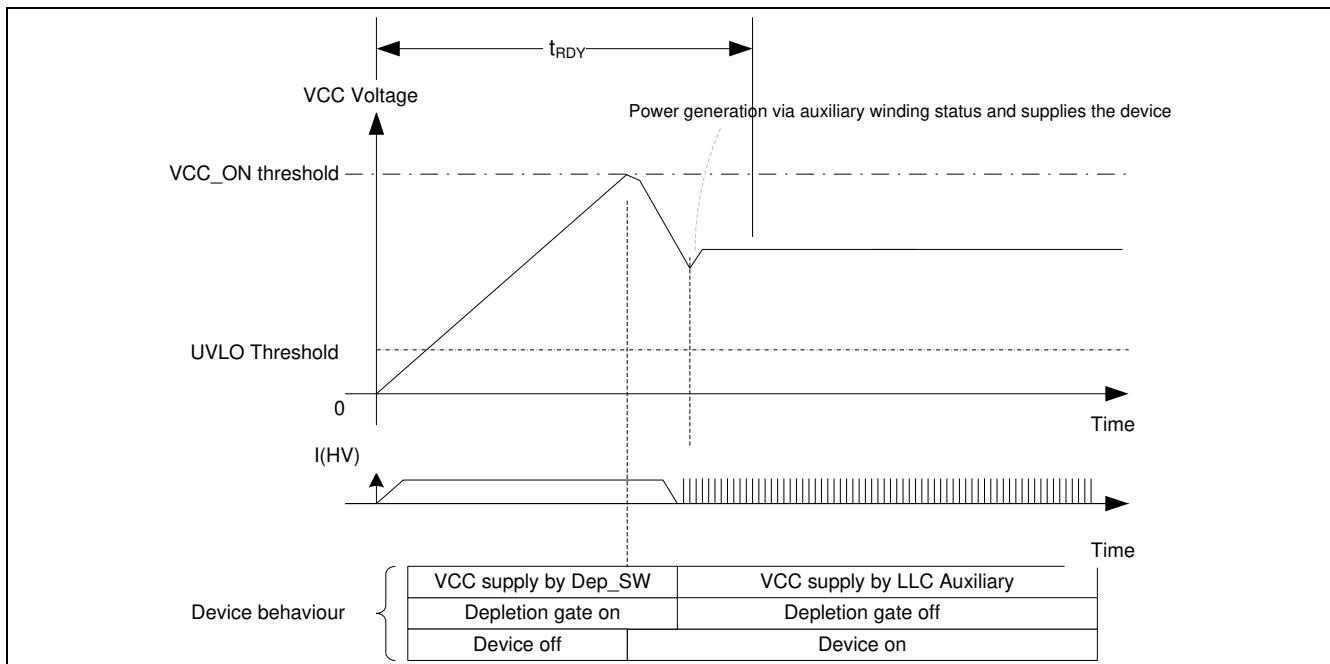 tRDY
VCC Voltage
Power generation via auxiliary winding status and supplies the device
VCC_ON threshold
UVLO Threshold
0
Time
I(HV)
Time
Device behaviour
VCC supply by Dep_SW
VCC supply by LLC Auxiliary
Depletion gate on
Depletion gate off
Device off
Device on